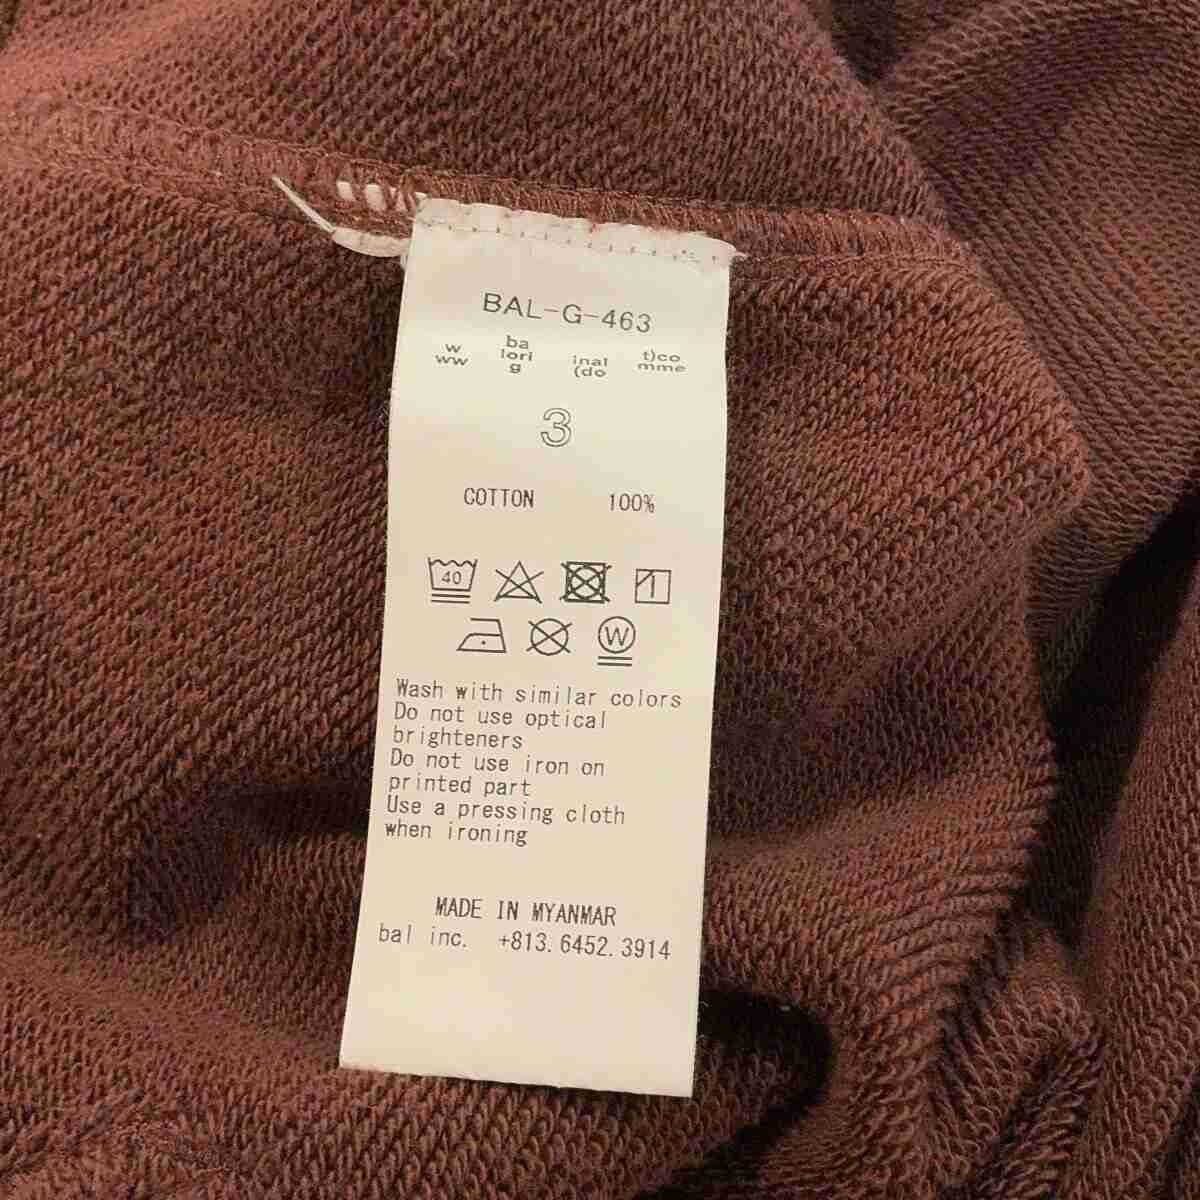 BAL-G-463
w ba inal t)co
ww lori (do mme
g
3
COTTON 100%
40
W
Wash with similar colors
Do not use optical
brighteners
Do not use iron on
printed part
Use a pressing cloth
when ironing
MADE IN MYANMAR
bal inc. +813.6452.3914